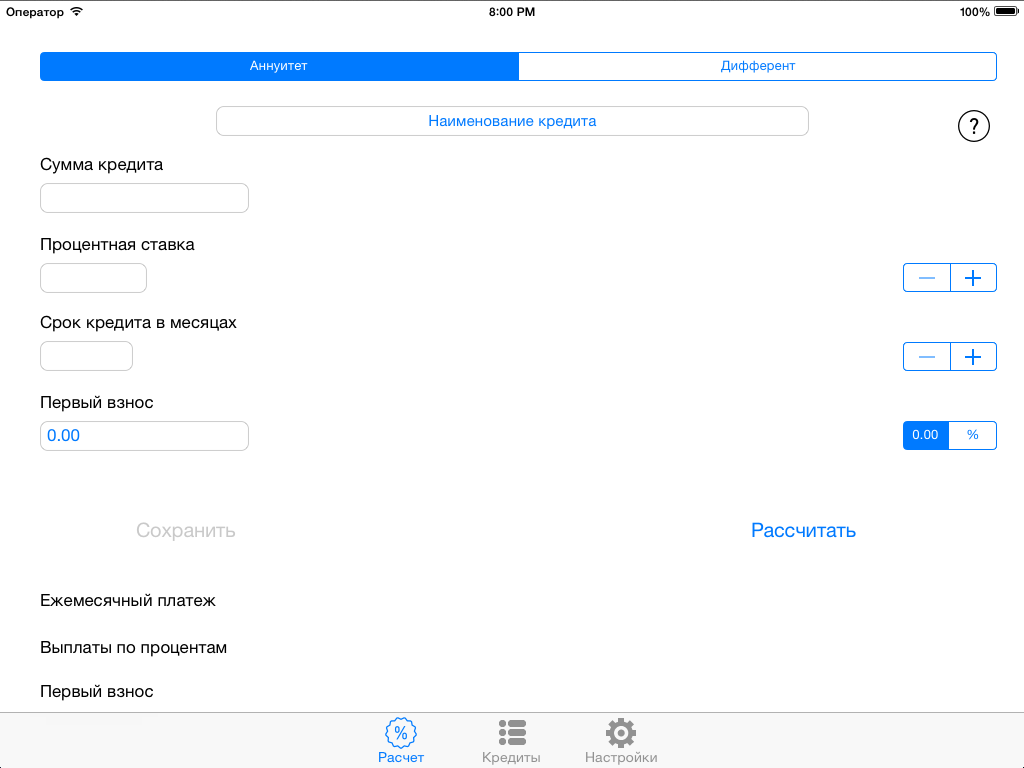 Оператор 8:00 PM 100%
Аннуитет Дифферент
Наименование кредита
?
Сумма кредита
Процентная ставка
− +
Срок кредита в месяцах
− +
Первый взнос
0.00 0.00 %
Сохранить Рассчитать
Ежемесячный платеж
Выплаты по процентам
Первый взнос
%
Расчет Кредиты Настройки